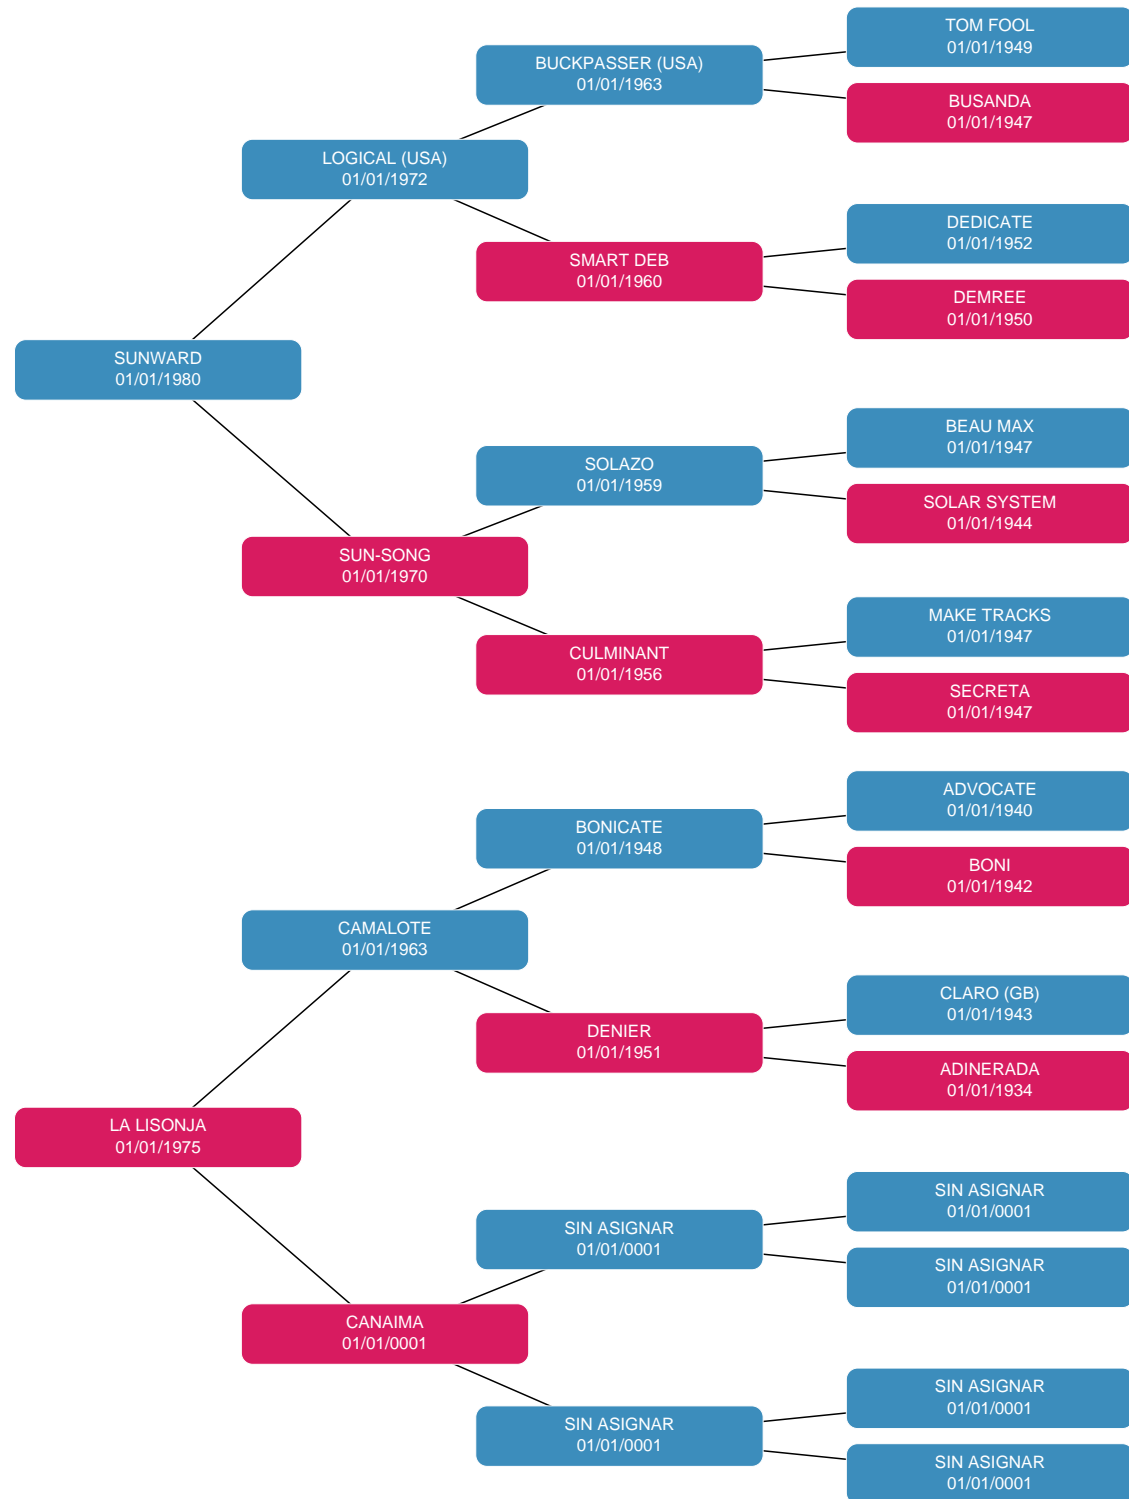 TOM FOOL
01/01/1949
BUCKPASSER (USA)
01/01/1963
BUSANDA
01/01/1947
LOGICAL (USA)
01/01/1972
DEDICATE
01/01/1952
SMART DEB
01/01/1960
DEMREE
01/01/1950
SUNWARD
01/01/1980
BEAU MAX
01/01/1947
SOLAZO
01/01/1959
SOLAR SYSTEM
01/01/1944
SUN-SONG
01/01/1970
MAKE TRACKS
01/01/1947
CULMINANT
01/01/1956
SECRETA
01/01/1947
ADVOCATE
01/01/1940
BONICATE
01/01/1948
BONI
01/01/1942
CAMALOTE
01/01/1963
CLARO (GB)
01/01/1943
DENIER
01/01/1951
ADINERADA
01/01/1934
LA LISONJA
01/01/1975
SIN ASIGNAR
01/01/0001
SIN ASIGNAR
01/01/0001
SIN ASIGNAR
01/01/0001
CANAIMA
01/01/0001
SIN ASIGNAR
01/01/0001
SIN ASIGNAR
01/01/0001
SIN ASIGNAR
01/01/0001